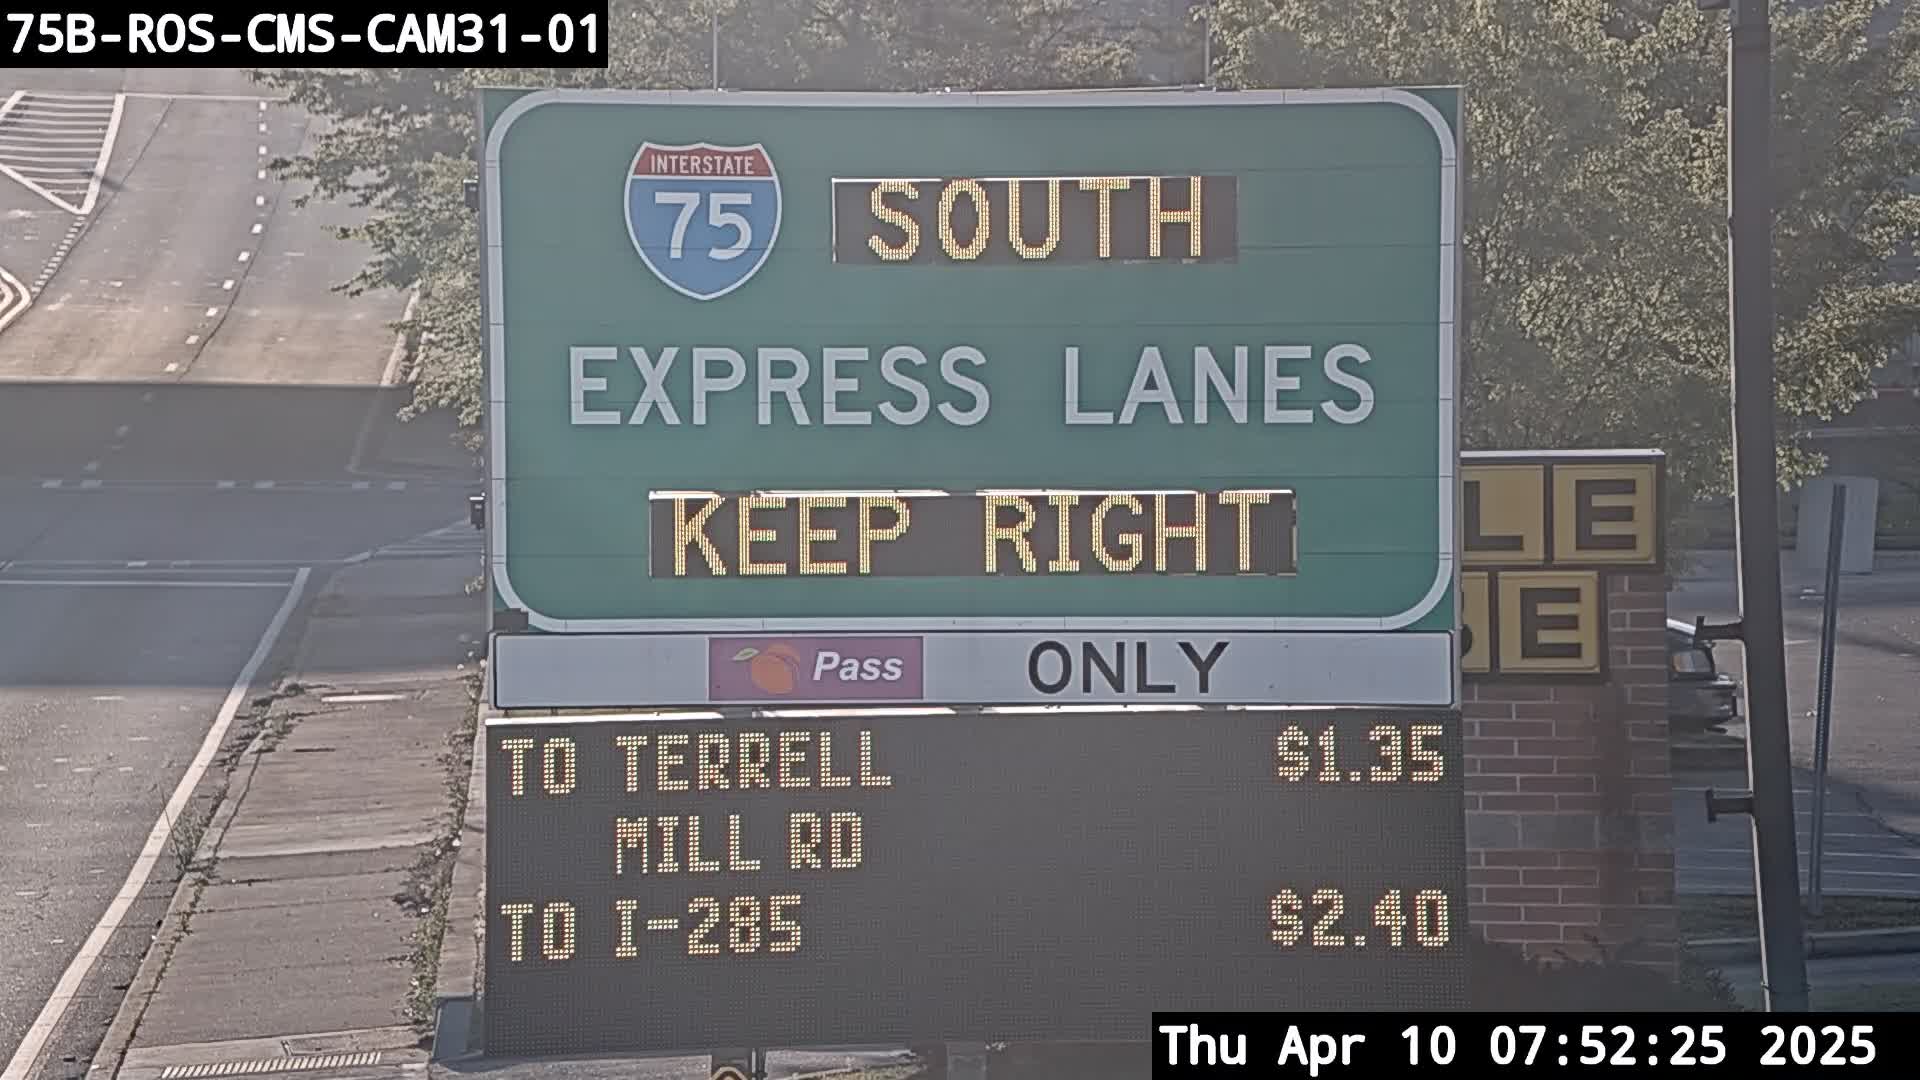 75B-ROS-CMS-CAM31-01
INTERSTATE
75
SOUTH
EXPRESS LANES
KEEP RIGHT
Pass ONLY
TO TERRELL $1.35
MILL RD
TO I-285 $2.40
LE
E
Thu Apr 10 07:52:25 2025